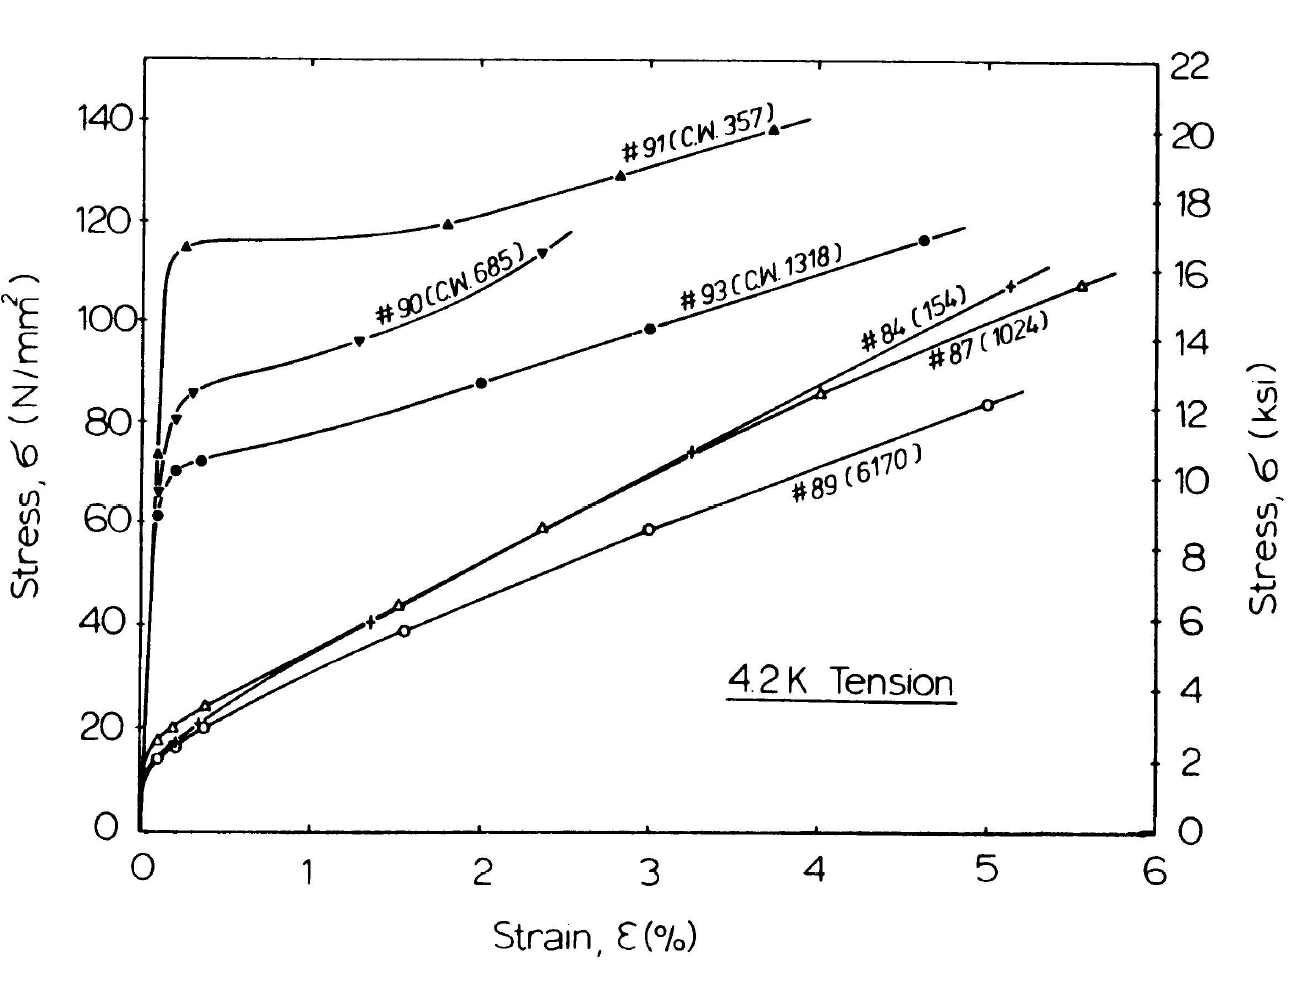 140
120
100
80
60
40
20
0
Stress, σ (N/mm²)
22
20
18
16
14
12
10
8
6
4
2
0
Stress, σ (ksi)
#91(C.W. 357)
#90(C.W. 685)
#93(C.W. 1318)
#84(154)
#87(1024)
#89(6170)
4.2K Tension
0 1 2 3 4 5 6
Strain, ε(%)